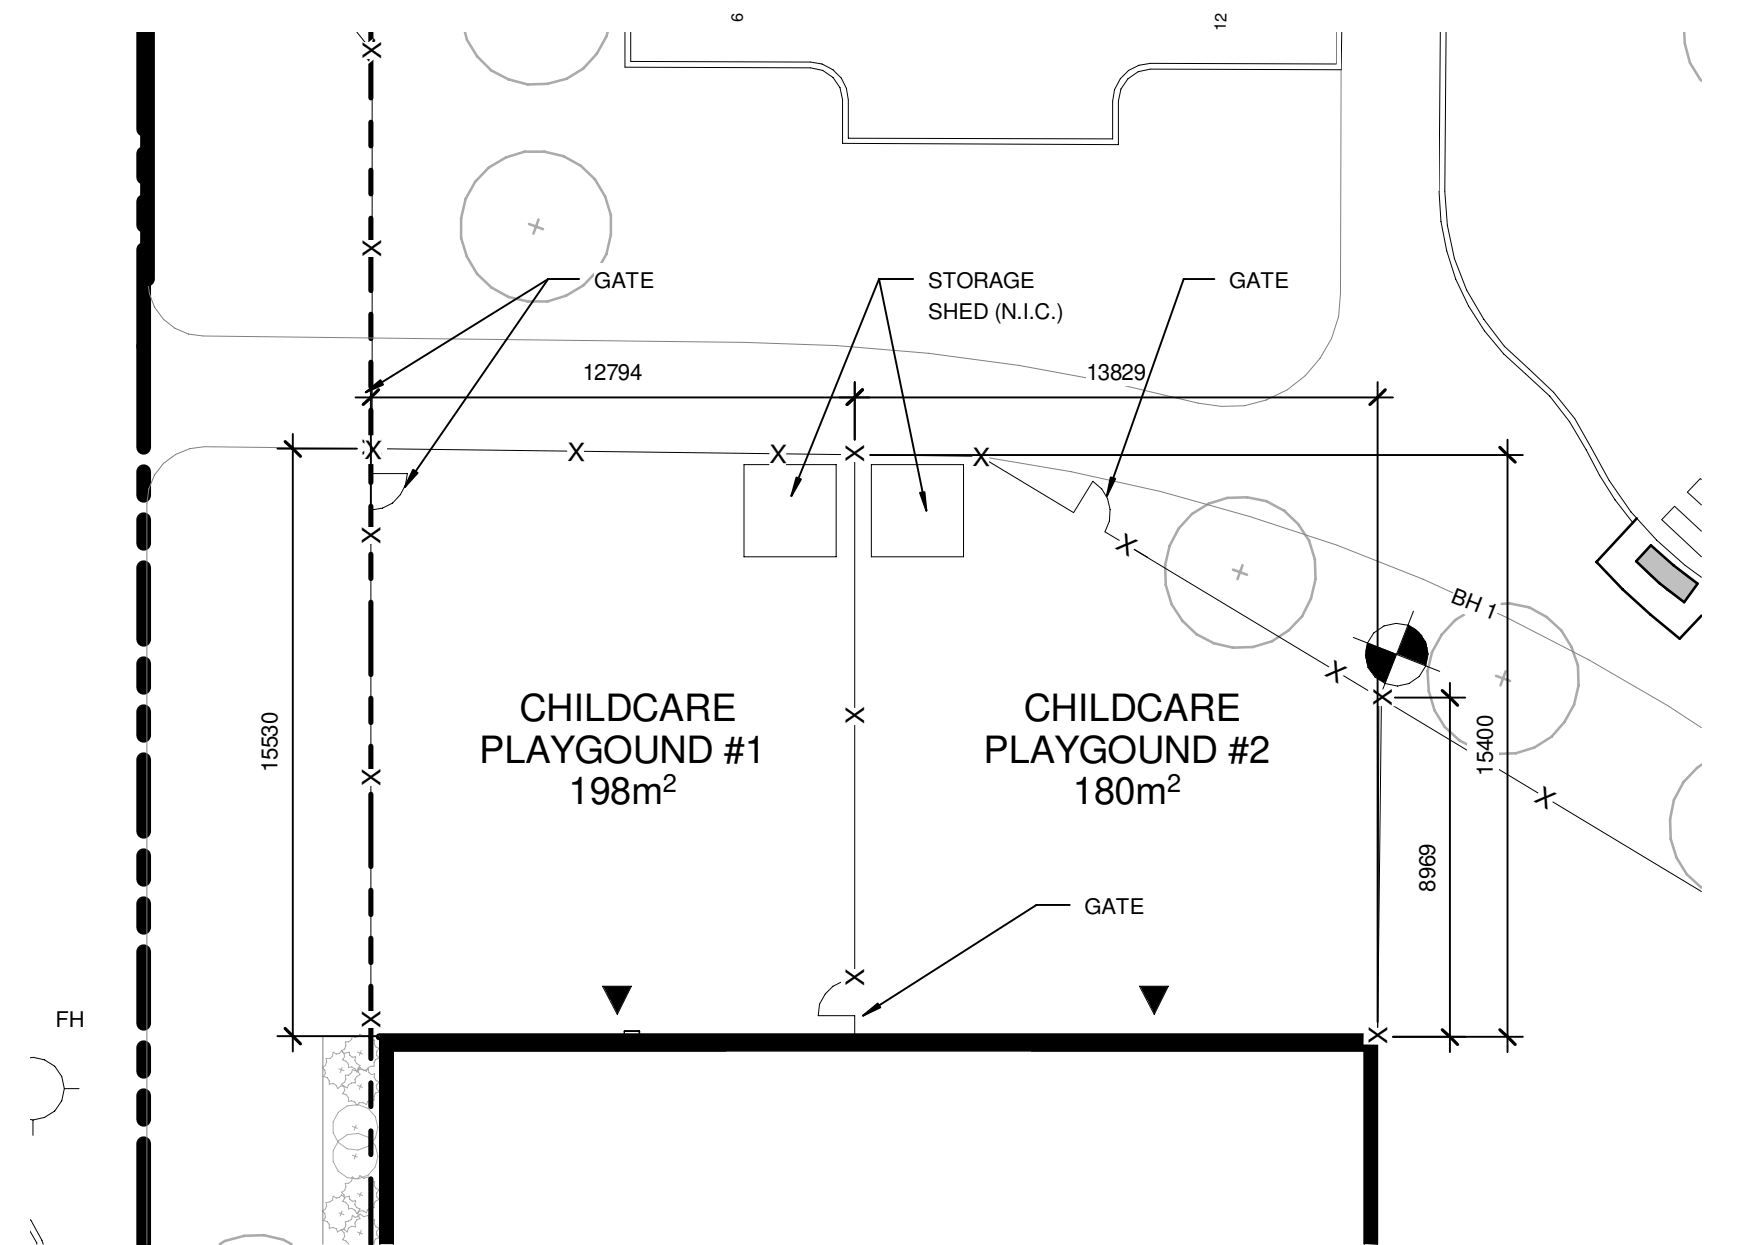 6
12
GATE
STORAGE
SHED (N.I.C.)
GATE
12794
13829
BH 1
CHILDCARE
PLAYGOUND #1
198m²
CHILDCARE
PLAYGOUND #2
180m²
15530
15400
8969
GATE
FH